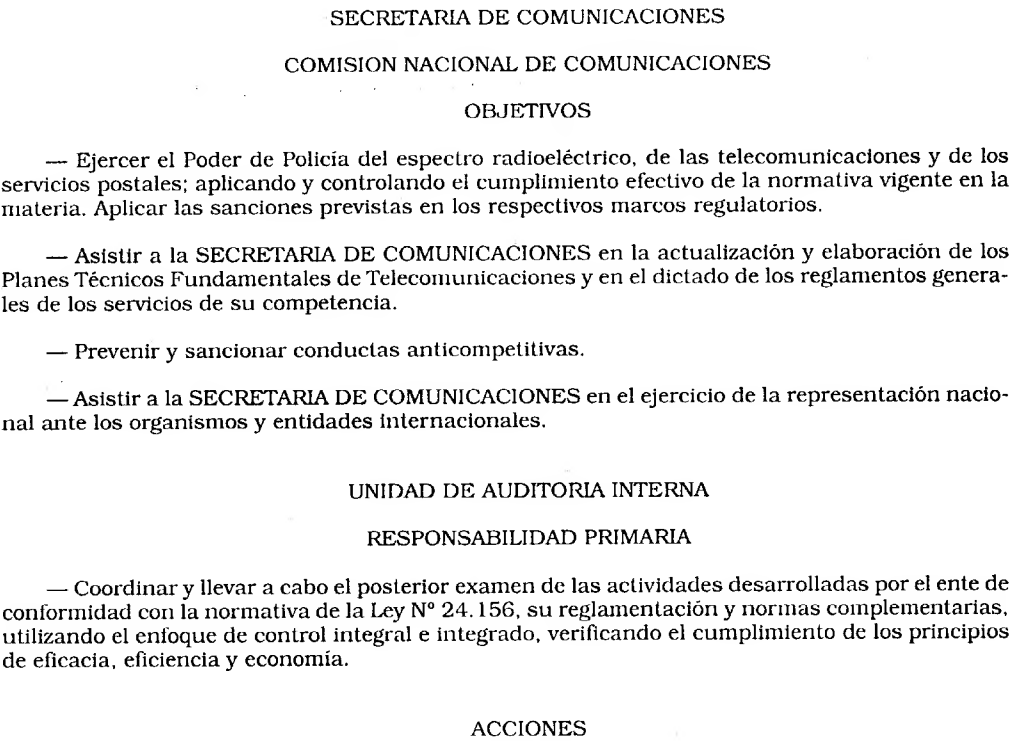 SECRETARIA DE COMUNICACIONES
COMISION NACIONAL DE COMUNICACIONES
OBJETIVOS
— Ejercer el Poder de Policía del espectro radioeléctrico, de las telecomunicaciones y de los
servicios postales; aplicando y controlando el cumplimiento efectivo de la normativa vigente en la
materia. Aplicar las sanciones previstas en los respectivos marcos regulatorios.
— Asistir a la SECRETARIA DE COMUNICACIONES en la actualización y elaboración de los
Planes Técnicos Fundamentales de Telecomunicaciones y en el dictado de los reglamentos genera-
les de los servicios de su competencia.
— Prevenir y sancionar conductas anticompetitivas.
— Asistir a la SECRETARIA DE COMUNICACIONES en el ejercicio de la representación nacio-
nal ante los organismos y entidades internacionales.
UNIDAD DE AUDITORIA INTERNA
RESPONSABILIDAD PRIMARIA
— Coordinar y llevar a cabo el posterior examen de las actividades desarrolladas por el ente de
conformidad con la normativa de la Ley Nº 24.156, su reglamentación y normas complementarias,
utilizando el enfoque de control integral e integrado, verificando el cumplimiento de los principios
de eficacia, eficiencia y economía.
ACCIONES